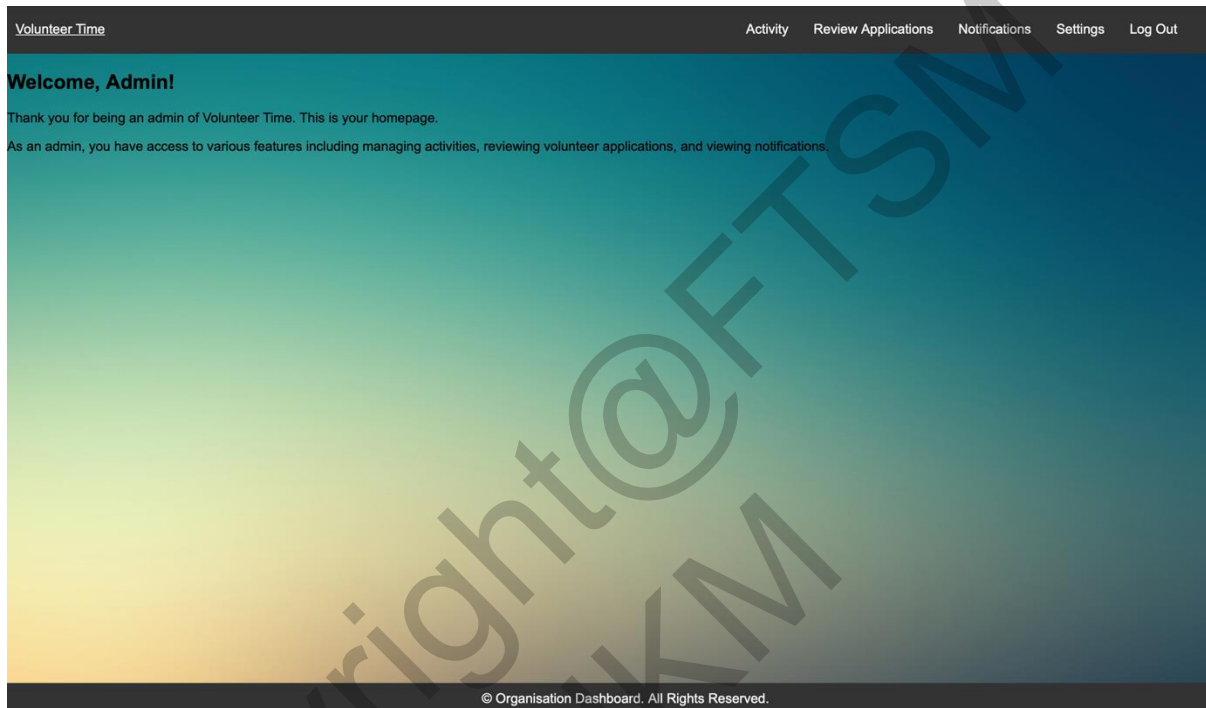 Volunteer Time
Activity
Review Applications
Notifications
Settings
Log Out
Welcome, Admin!
Thank you for being an admin of Volunteer Time. This is your homepage.
As an admin, you have access to various features including managing activities, reviewing volunteer applications, and viewing notifications.
right@FTSM
KM
© Organisation Dashboard. All Rights Reserved.